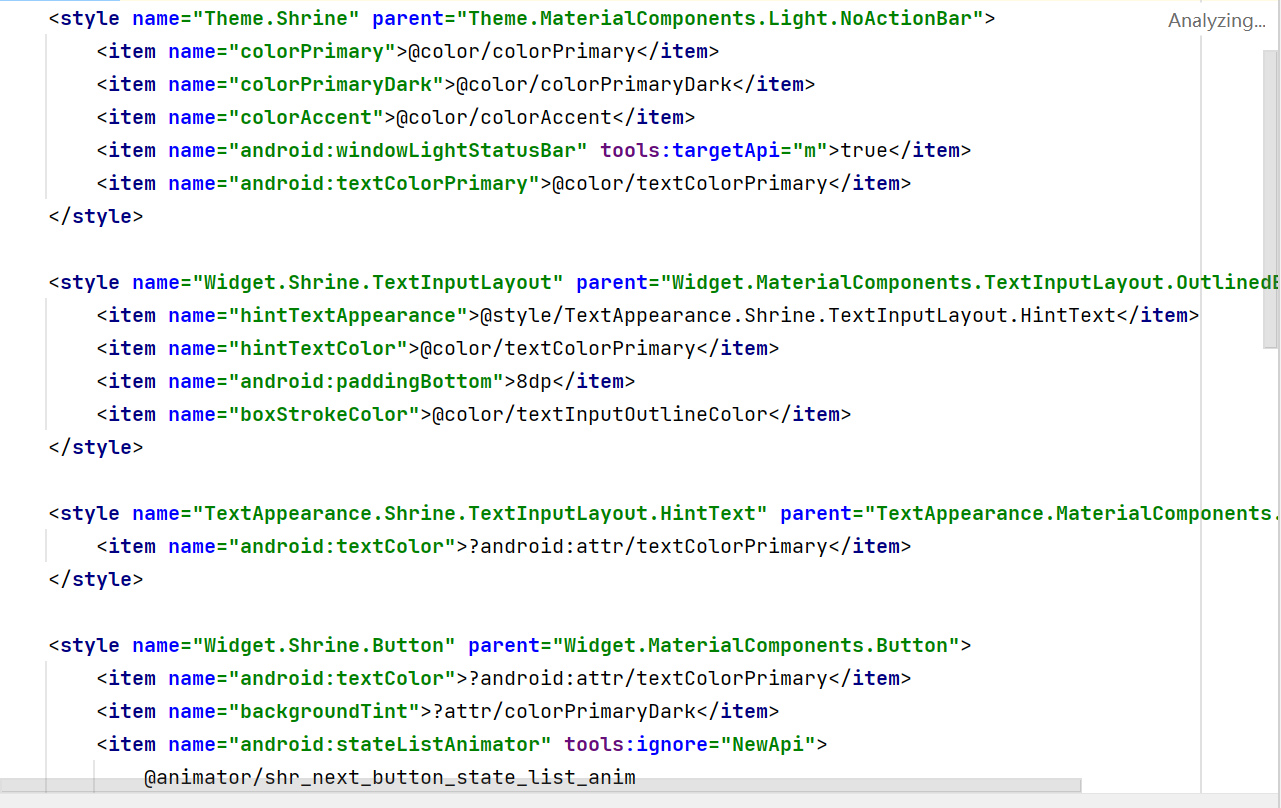 <style name="Theme.Shrine" parent="Theme.MaterialComponents.Light.NoActionBar">
Analyzing...
    <item name="colorPrimary">@color/colorPrimary</item>
    <item name="colorPrimaryDark">@color/colorPrimaryDark</item>
    <item name="colorAccent">@color/colorAccent</item>
    <item name="android:windowLightStatusBar" tools:targetApi="m">true</item>
    <item name="android:textColorPrimary">@color/textColorPrimary</item>
</style>

<style name="Widget.Shrine.TextInputLayout" parent="Widget.MaterialComponents.TextInputLayout.Outlined
    <item name="hintTextAppearance">@style/TextAppearance.Shrine.TextInputLayout.HintText</item>
    <item name="hintTextColor">@color/textColorPrimary</item>
    <item name="android:paddingBottom">8dp</item>
    <item name="boxStrokeColor">@color/textInputOutlineColor</item>
</style>

<style name="TextAppearance.Shrine.TextInputLayout.HintText" parent="TextAppearance.MaterialComponents.
    <item name="android:textColor">?android:attr/textColorPrimary</item>
</style>

<style name="Widget.Shrine.Button" parent="Widget.MaterialComponents.Button">
    <item name="android:textColor">?android:attr/textColorPrimary</item>
    <item name="backgroundTint">?attr/colorPrimaryDark</item>
    <item name="android:stateListAnimator" tools:ignore="NewApi">
        @animator/shr_next_button_state_list_anim